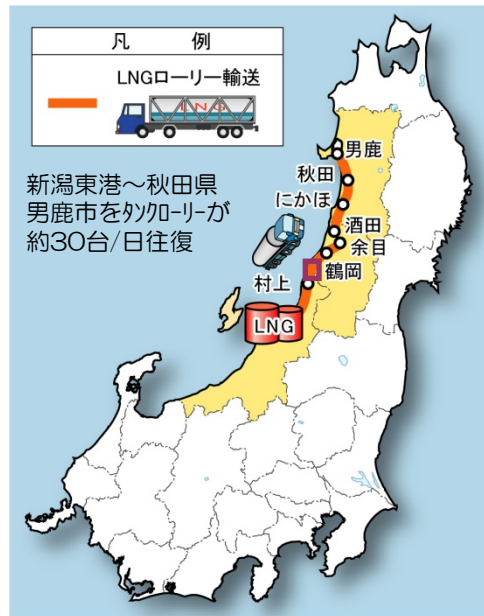 凡 例
LNGローリー輸送
LNG
新潟東港～秋田県
男鹿市をﾀﾝｸﾛｰﾘｰが
約30台/日往復
男鹿
秋田
にかほ
酒田
余目
鶴岡
村上
LNG